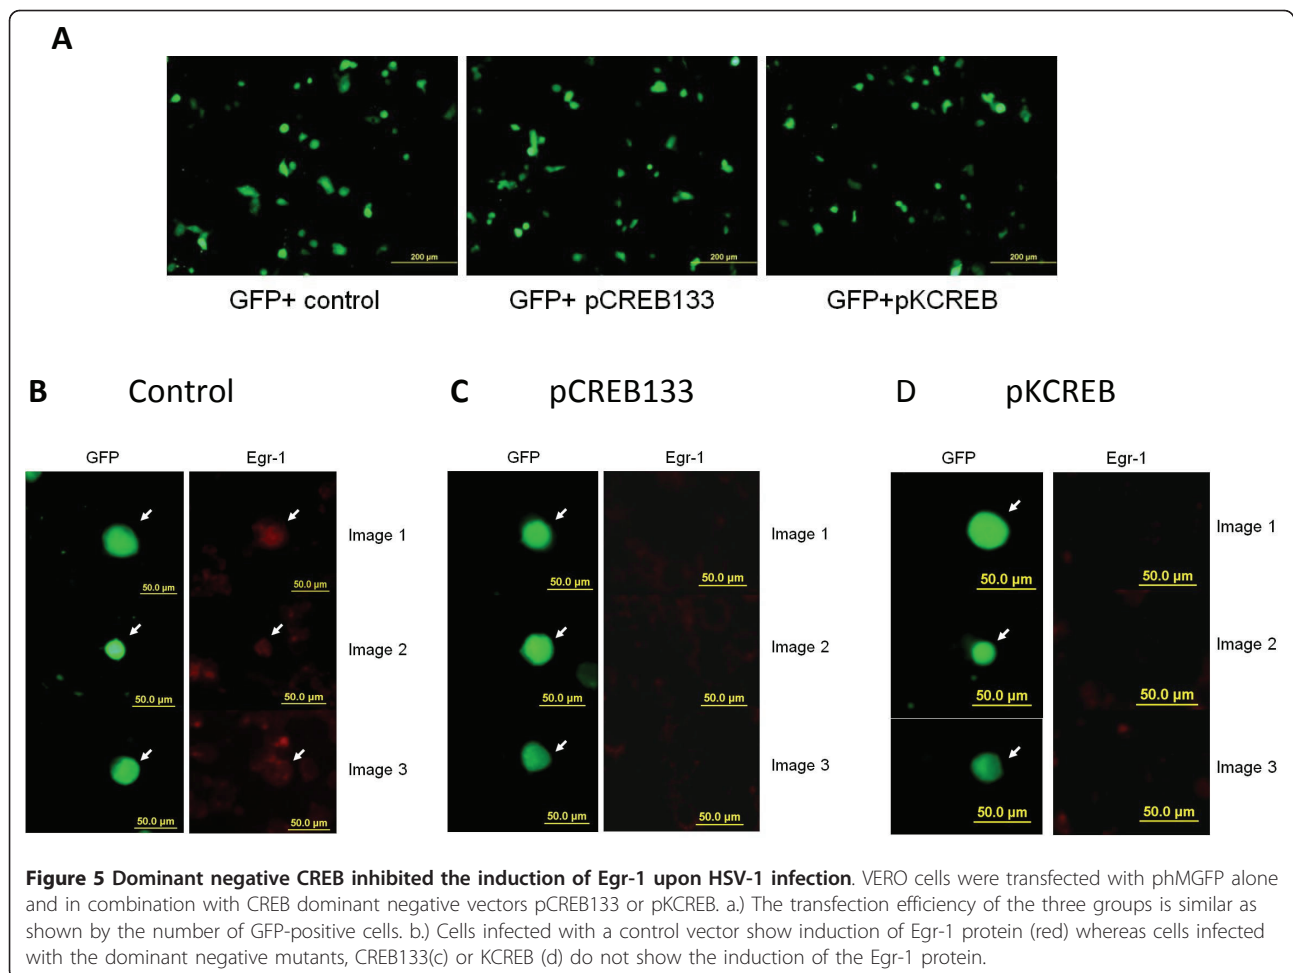 A
200 μm 200 μm 200 μm
GFP+ control GFP+ pCREB133 GFP+pKCREB
B Control C pCREB133 D pKCREB
GFP Egr-1 GFP Egr-1 GFP Egr-1
Image 1 Image 1 Image 1
50.0 μm 50.0 μm 50.0 μm 50.0 μm 50.0 μm 50.0 μm
Image 2 Image 2 Image 2
50.0 μm 50.0 μm 50.0 μm 50.0 μm 50.0 μm 50.0 μm
Image 3 Image 3 Image 3
50.0 μm 50.0 μm 50.0 μm 50.0 μm 50.0 μm 50.0 μm
Figure 5 Dominant negative CREB inhibited the induction of Egr-1 upon HSV-1 infection. VERO cells were transfected with phMGFP alone
and in combination with CREB dominant negative vectors pCREB133 or pKCREB. a.) The transfection efficiency of the three groups is similar as
shown by the number of GFP-positive cells. b.) Cells infected with a control vector show induction of Egr-1 protein (red) whereas cells infected
with the dominant negative mutants, CREB133(c) or KCREB (d) do not show the induction of the Egr-1 protein.